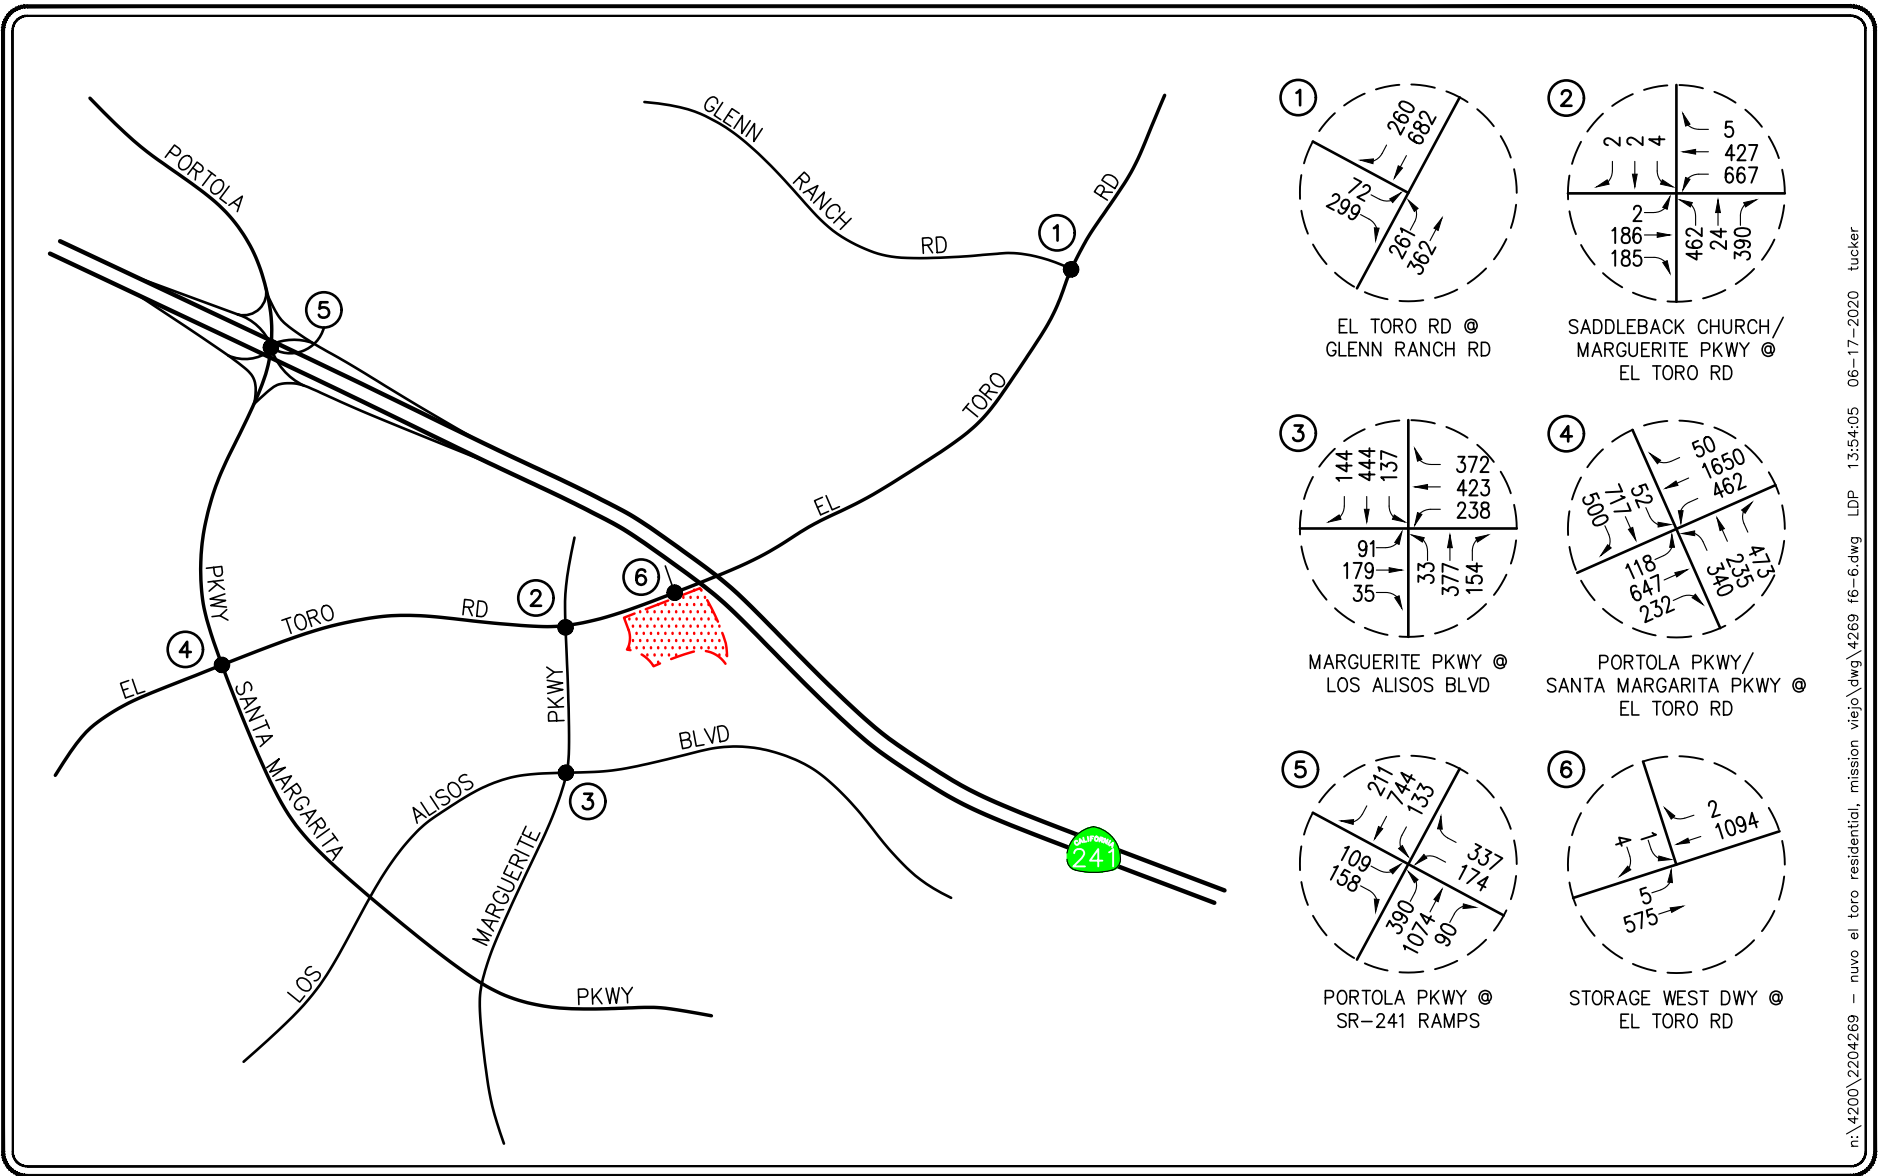 PORTOLA
GLENN
RANCH
RD
RD
1
5
TORO
EL
6
2
RD
TORO
PKWY
4
EL
SANTA
MARGARITA
PKWY
PKWY
BLVD
ALISOS
LOS
3
MARGUERITE
CALIFORNIA
241
1
260
682
72
299
261
362
EL TORO RD @
GLENN RANCH RD
2
2
2
4
5
427
667
2
186
185
462
24
390
SADDLEBACK CHURCH/
MARGUERITE PKWY @
EL TORO RD
3
144
444
137
372
423
238
91
179
35
33
377
154
MARGUERITE PKWY @
LOS ALISOS BLVD
4
50
1650
462
52
717
500
118
647
232
340
235
473
PORTOLA PKWY/
SANTA MARGARITA PKWY @
EL TORO RD
5
211
744
133
337
174
109
158
390
1074
90
PORTOLA PKWY @
SR-241 RAMPS
6
2
1094
4
1
5
575
STORAGE WEST DWY @
EL TORO RD
n:\4200\2204269 - nuvo el toro residential, mission viejo\dwg\4269 f6-6.dwg LDP 13:54:05 06-17-2020 tucker